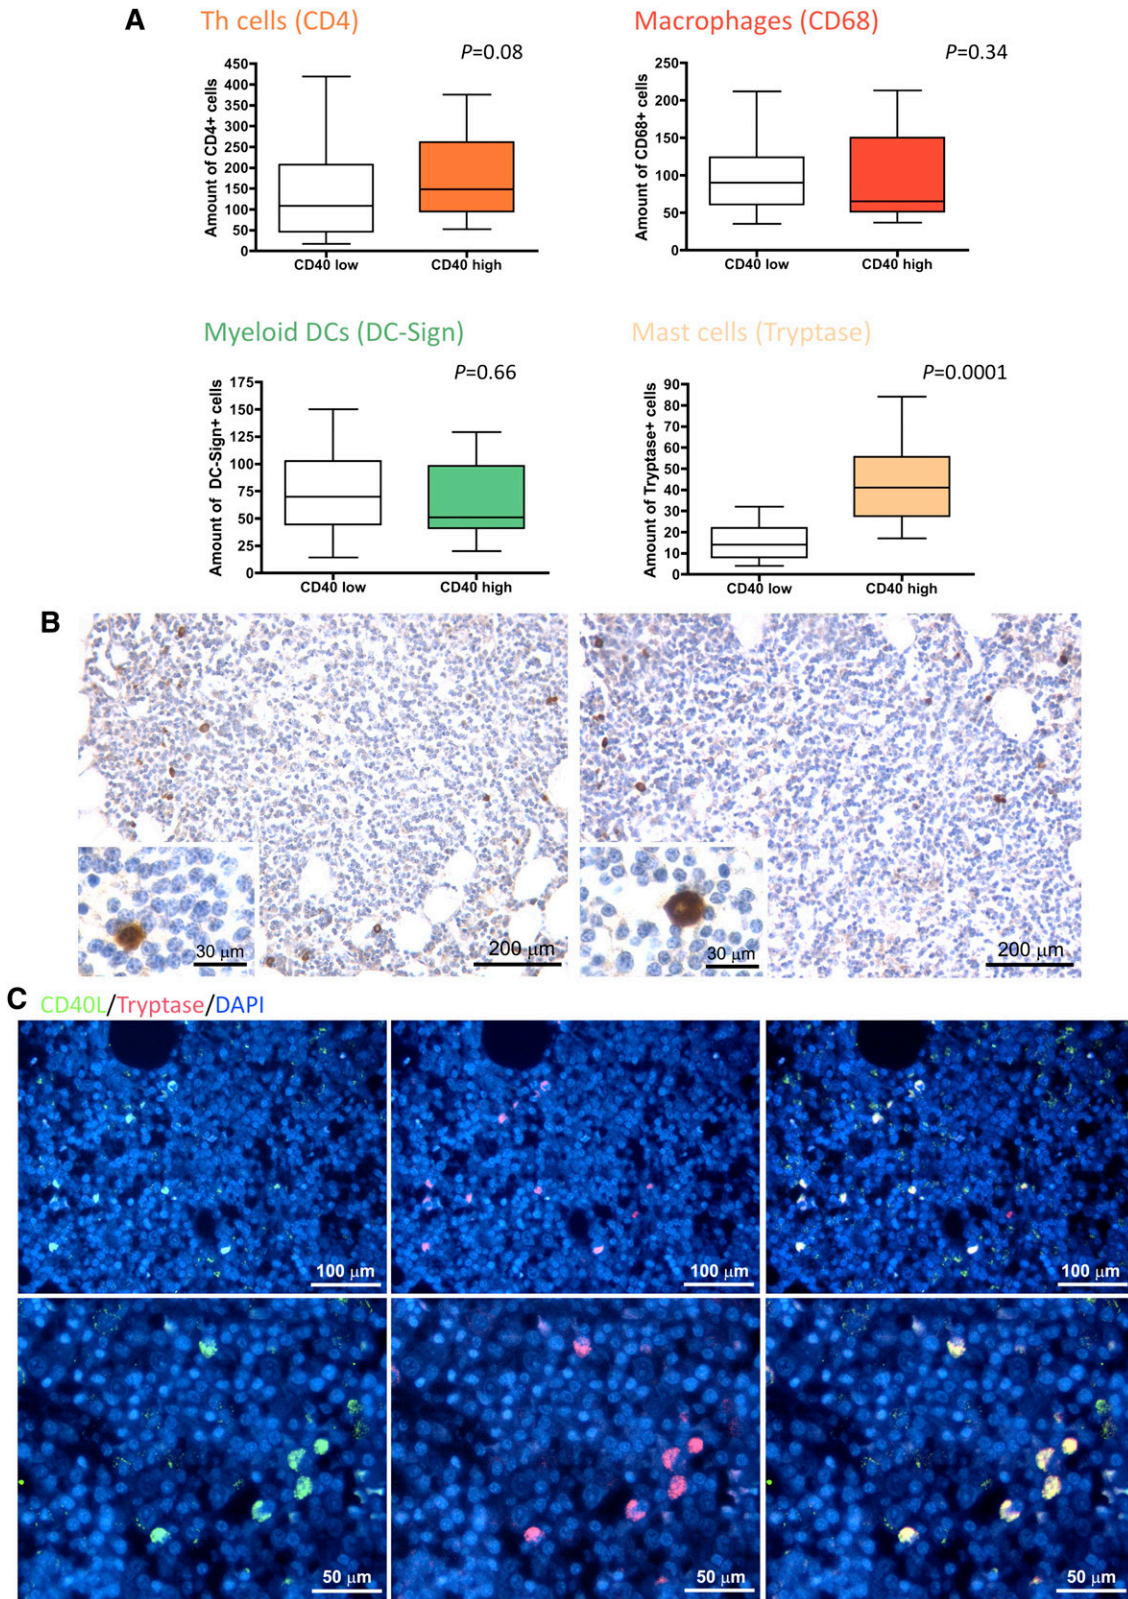 A
Th cells (CD4)
P=0.08
Amount of CD4+ cells
450
400
350
300
250
200
150
100
50
0
CD40 low
CD40 high
Macrophages (CD68)
P=0.34
Amount of CD68+ cells
250
200
150
100
50
0
CD40 low
CD40 high
Myeloid DCs (DC-Sign)
P=0.66
Amount of DC-Sign+ cells
175
150
125
100
75
50
25
0
CD40 low
CD40 high
Mast cells (Tryptase)
P=0.0001
Amount of Tryptase+ cells
90
80
70
60
50
40
30
20
10
0
CD40 low
CD40 high
B
30 μm
200 μm
30 μm
200 μm
C
CD40L/Tryptase/DAPI
100 μm
100 μm
100 μm
50 μm
50 μm
50 μm